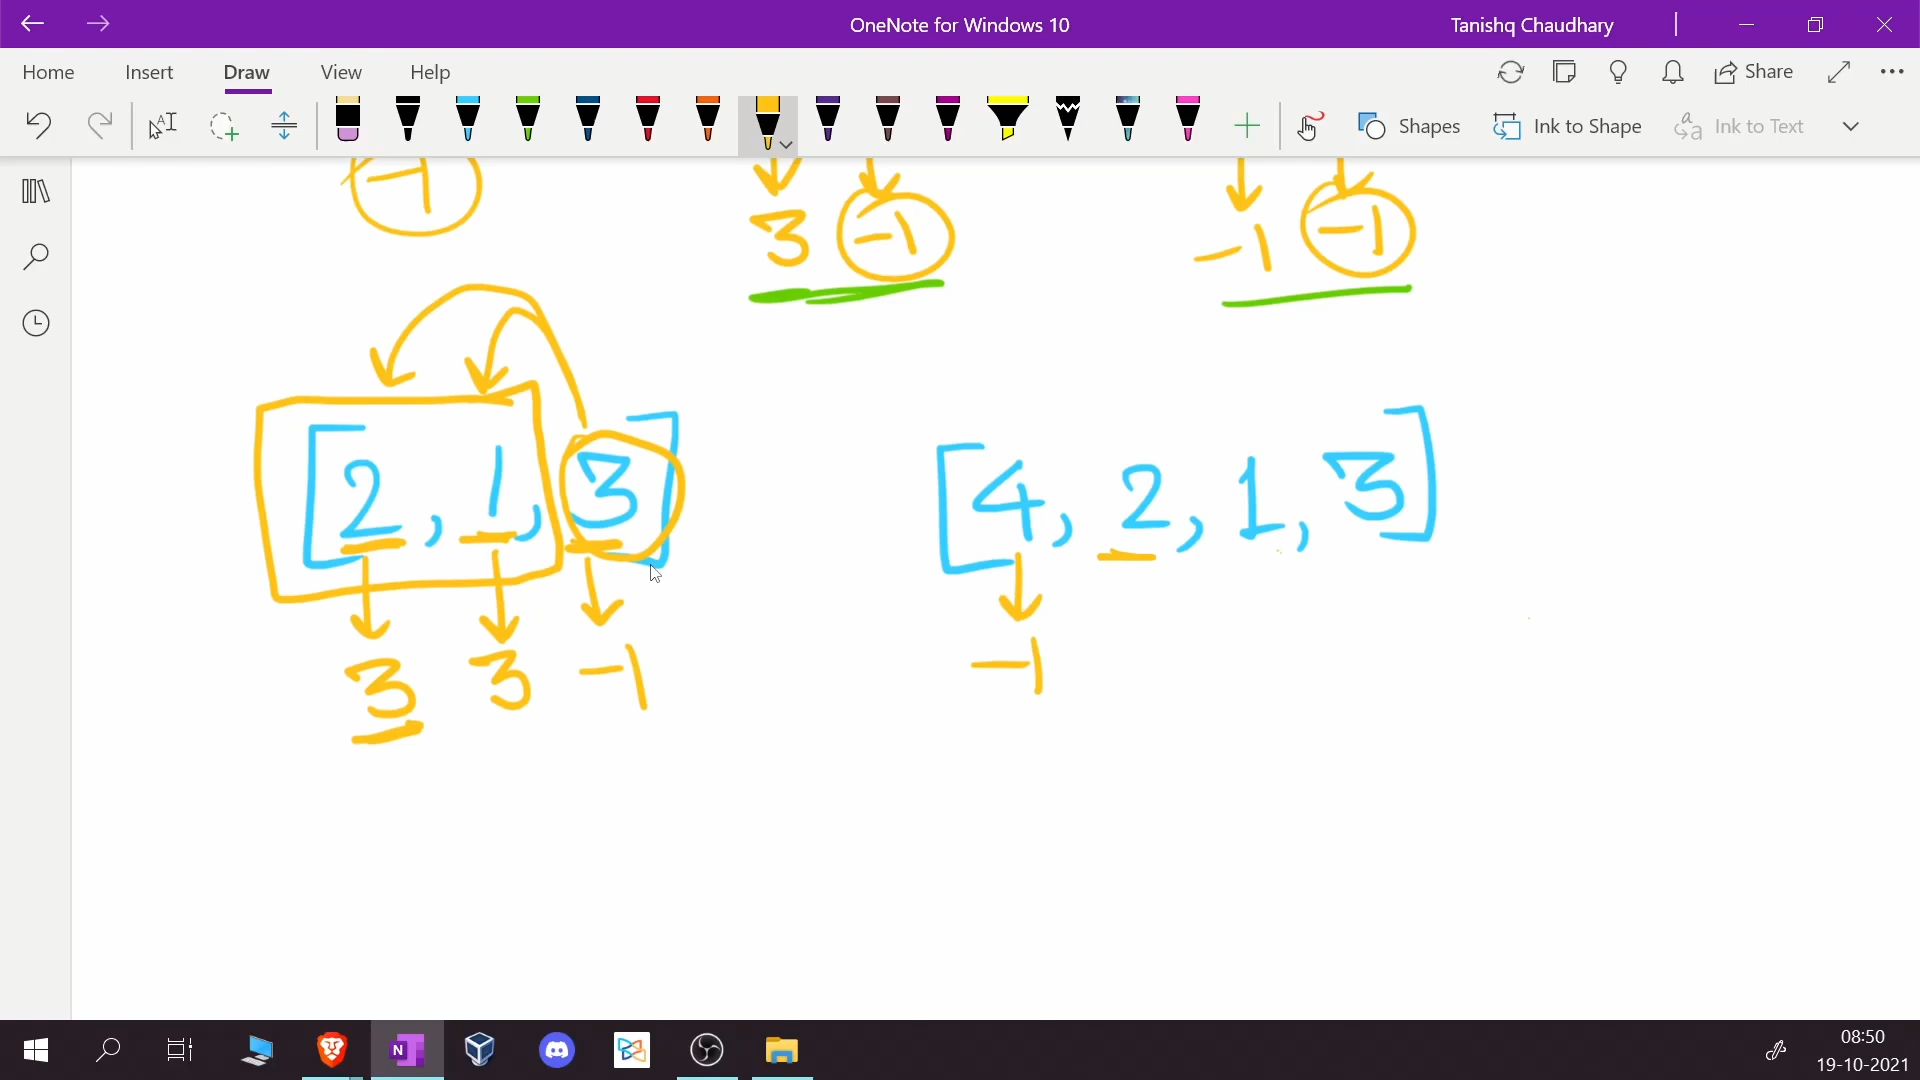 OneNote for Windows 10
Tanishq Chaudhary
Home Insert Draw View Help
Share
Shapes Ink to Shape Ink to Text
-1
3 -1
-1 -1
[2, 1, 3]
3 3 -1
[4, 2, 1, 3]
-1
08:50
19-10-2021